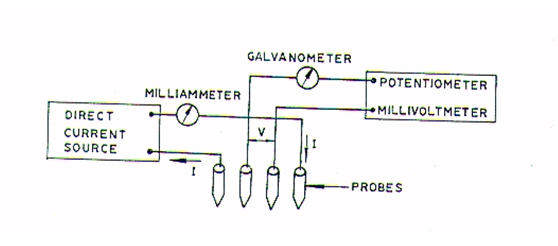 GALVANOMETER
POTENTIOMETER
MILLIVOLTMETER
MILLIAMMETER
DIRECT
CURRENT
SOURCE
V
I
I
PROBES